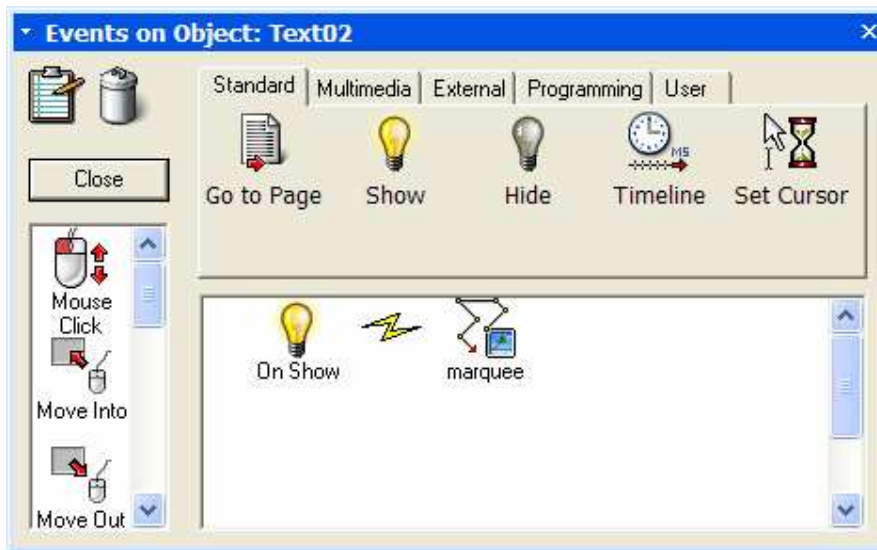 Events on Object: Text02
Standard Multimedia External Programming User
MS
Close
Go to Page Show Hide Timeline Set Cursor
Mouse
Click
On Show marquee
Move Into
Move Out